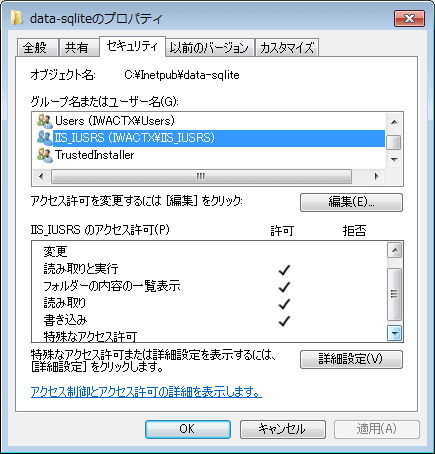 data-sqliteのプロパティ
全般 共有 セキュリティ 以前のバージョン カスタマイズ
オブジェクト名: C:¥Inetpub¥data-sqlite
グループ名またはユーザー名(G):
Users (IWACTX¥Users)
IIS_IUSRS (IWACTX¥IIS_IUSRS)
TrustedInstaller
アクセス許可を変更するには [編集] をクリック: 編集(E)...
IIS_IUSRS のアクセス許可(P) 許可 拒否
変更
読み取りと実行
フォルダーの内容の一覧表示
読み取り
書き込み
特殊なアクセス許可
特殊なアクセス許可または詳細設定を表示するには、 詳細設定(V)
[詳細設定] をクリックします。
アクセス制御とアクセス許可の詳細を表示します。
OK キャンセル 適用(A)